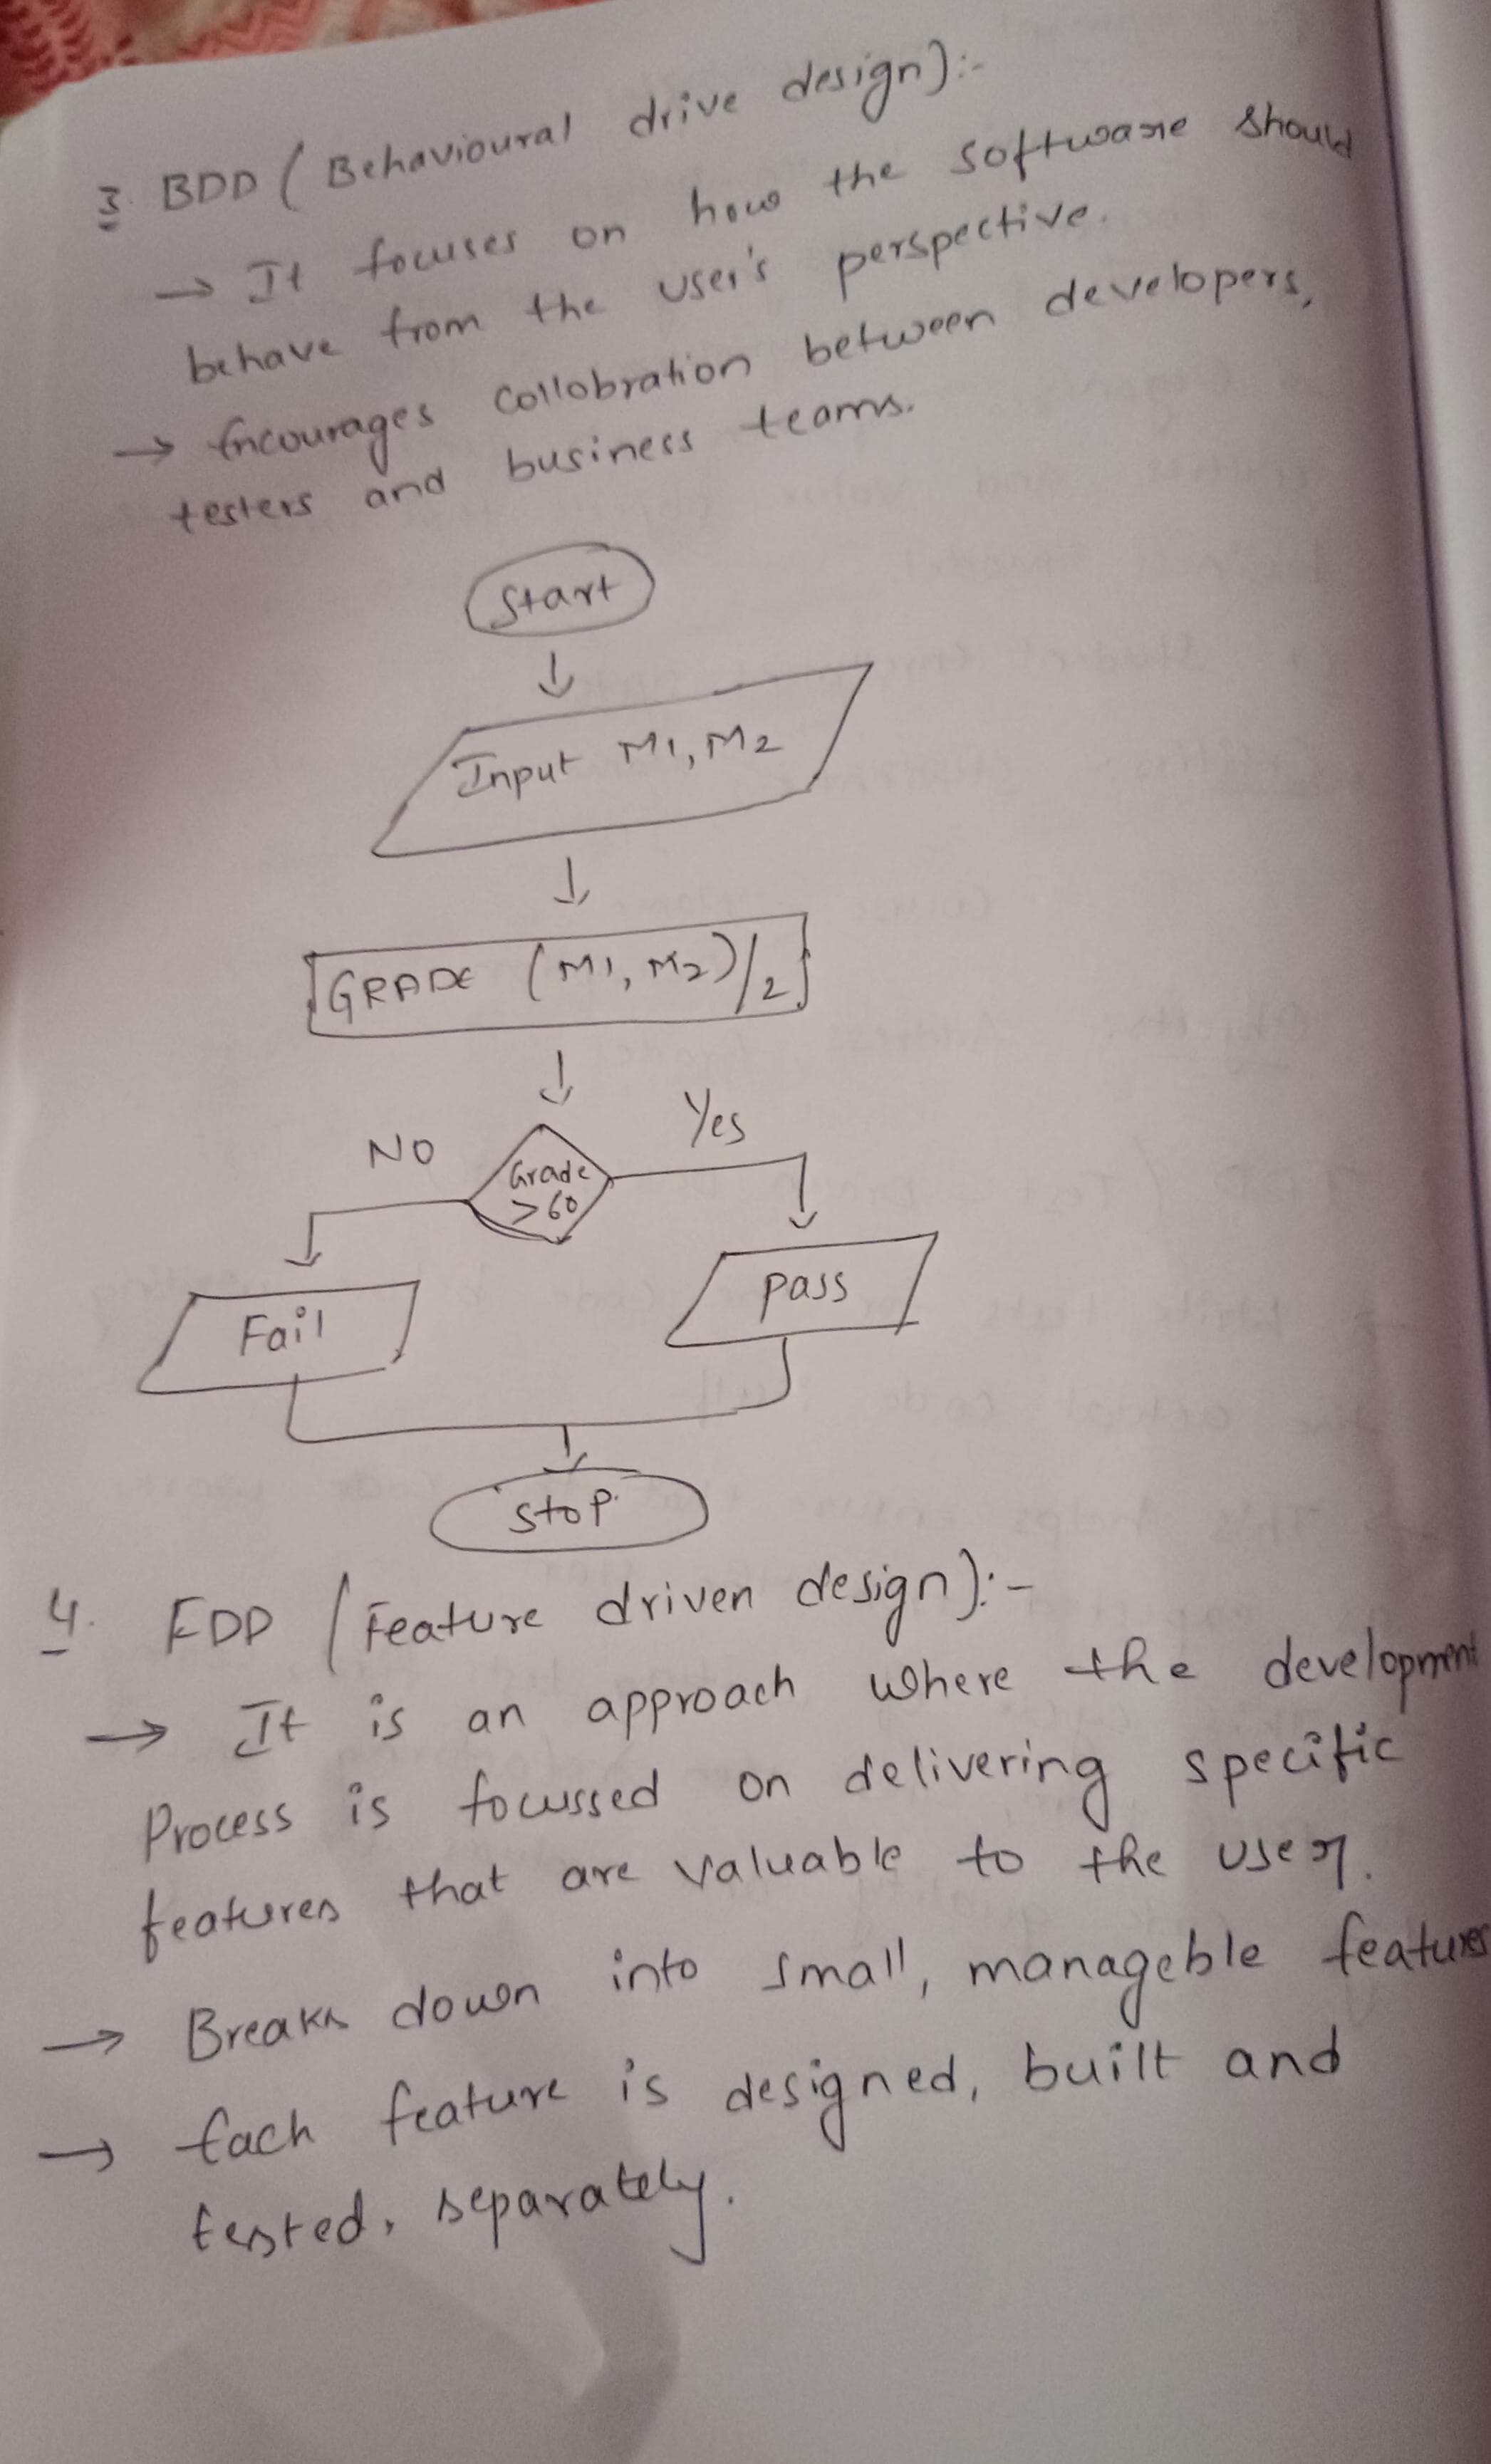 3. BDD (Behavioural drive design):-
→ It focuses on how the software should
behave from the user's perspective.
→ Encourages collobration between developers,
testers and business teams.
Start
Input M1, M2
GRADE (M1, M2)/2
NO
Yes
Grade
>60
Fail
pass
stop
4. FDD (Feature driven design):-
→ It is an approach where the development
Process is focussed on delivering specific
features that are valuable to the user.
→ Breaks down into small, manageble features
→ Each feature is designed, built and
tested, separately.